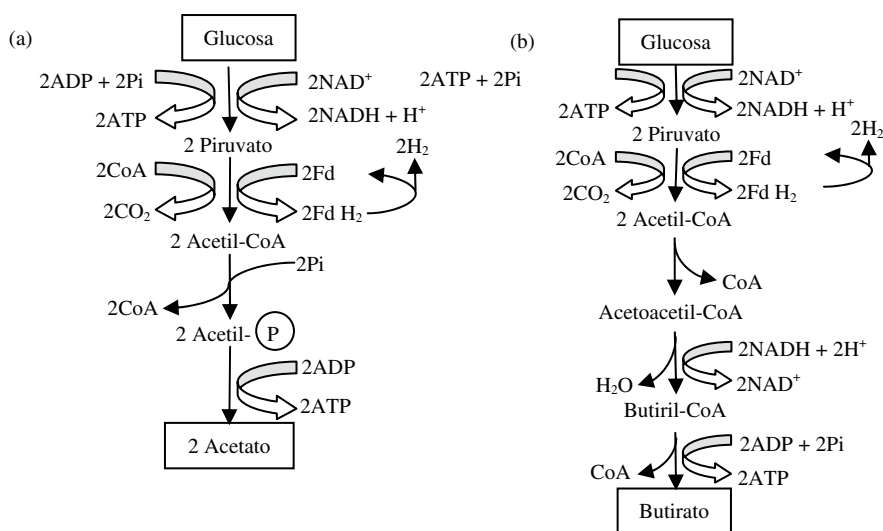 (a)
Glucosa
2ADP + 2Pi
2NAD⁺
2ATP
2NADH + H⁺
2 Piruvato
2CoA
2Fd
2H₂
2CO₂
2Fd H₂
2 Acetil-CoA
2Pi
2CoA
2 Acetil- P
2ADP
2ATP
2 Acetato
(b)
Glucosa
2ATP + 2Pi
2NAD⁺
2ATP
2NADH + H⁺
2 Piruvato
2H₂
2CoA
2Fd
2CO₂
2Fd H₂
2 Acetil-CoA
CoA
Acetoacetil-CoA
2NADH + 2H⁺
H₂O
2NAD⁺
Butiril-CoA
2ADP + 2Pi
CoA
2ATP
Butirato